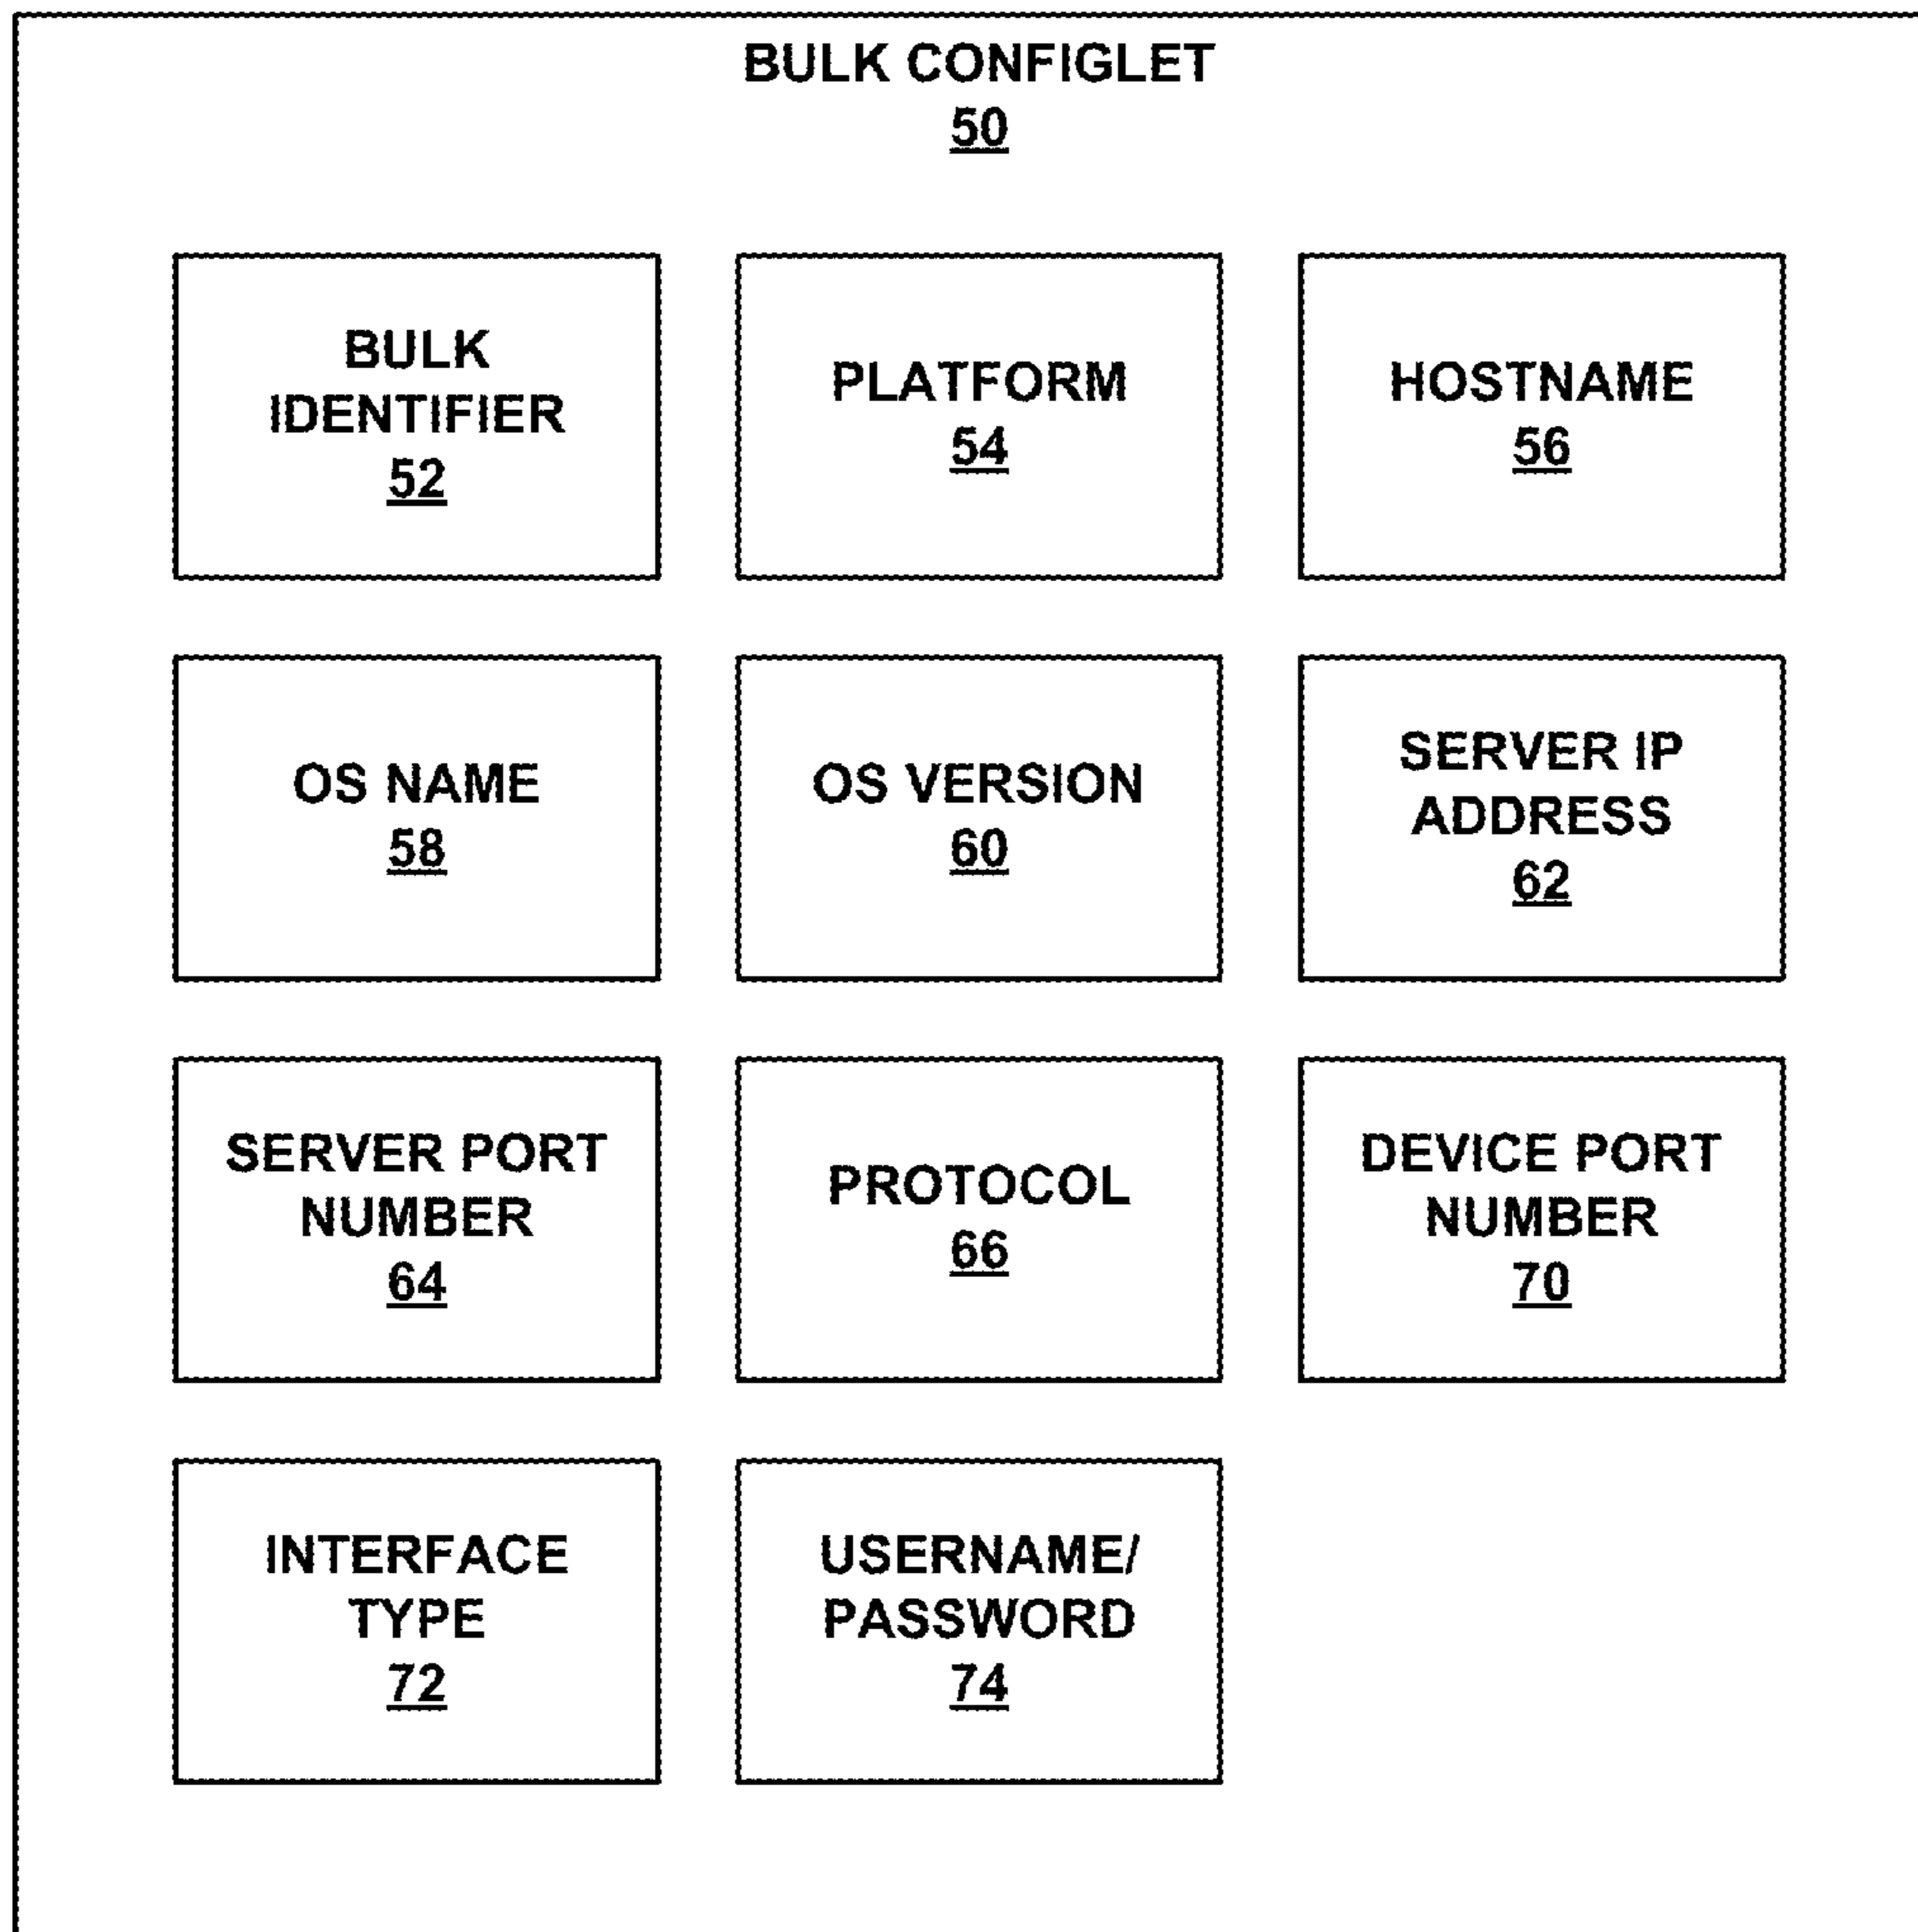 BULK CONFIGLET
50
BULK
IDENTIFIER
52
PLATFORM
54
HOSTNAME
56
OS NAME
58
OS VERSION
60
SERVER IP
ADDRESS
62
SERVER PORT
NUMBER
64
PROTOCOL
66
DEVICE PORT
NUMBER
70
INTERFACE
TYPE
72
USERNAME/
PASSWORD
74